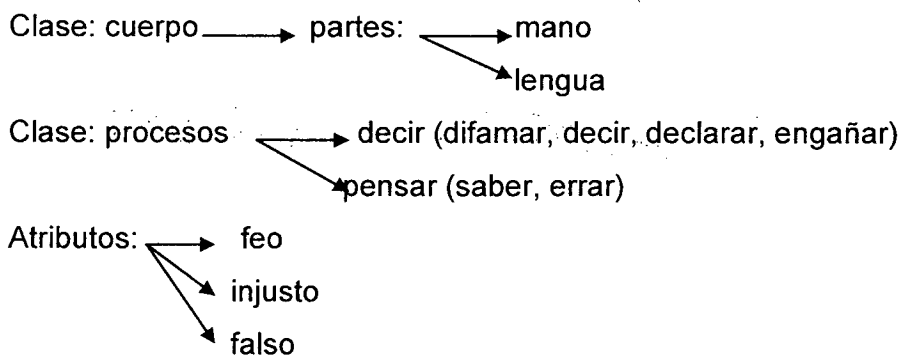 Clase: cuerpo partes: mano
lengua
Clase: procesos decir (difamar, decir, declarar, engañar)
pensar (saber, errar)
Atributos: feo
injusto
falso